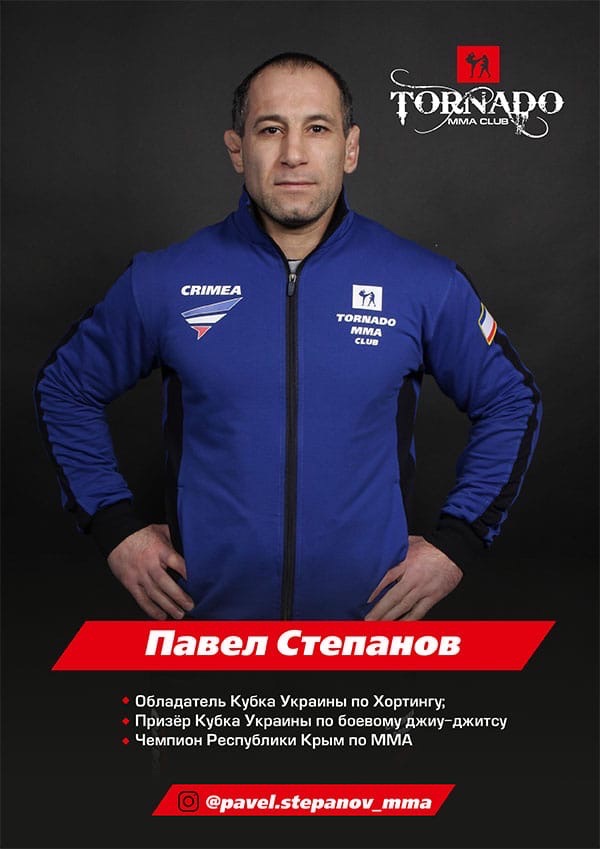 TORNADO
MMA CLUB
CRIMEA
TORNADO
MMA
CLUB
Павел Степанов
Обладатель Кубка Украины по Хортингу;
Призёр Кубка Украины по боевому джиу-джитсу
Чемпион Республики Крым по ММА
@pavel.stepanov_mma